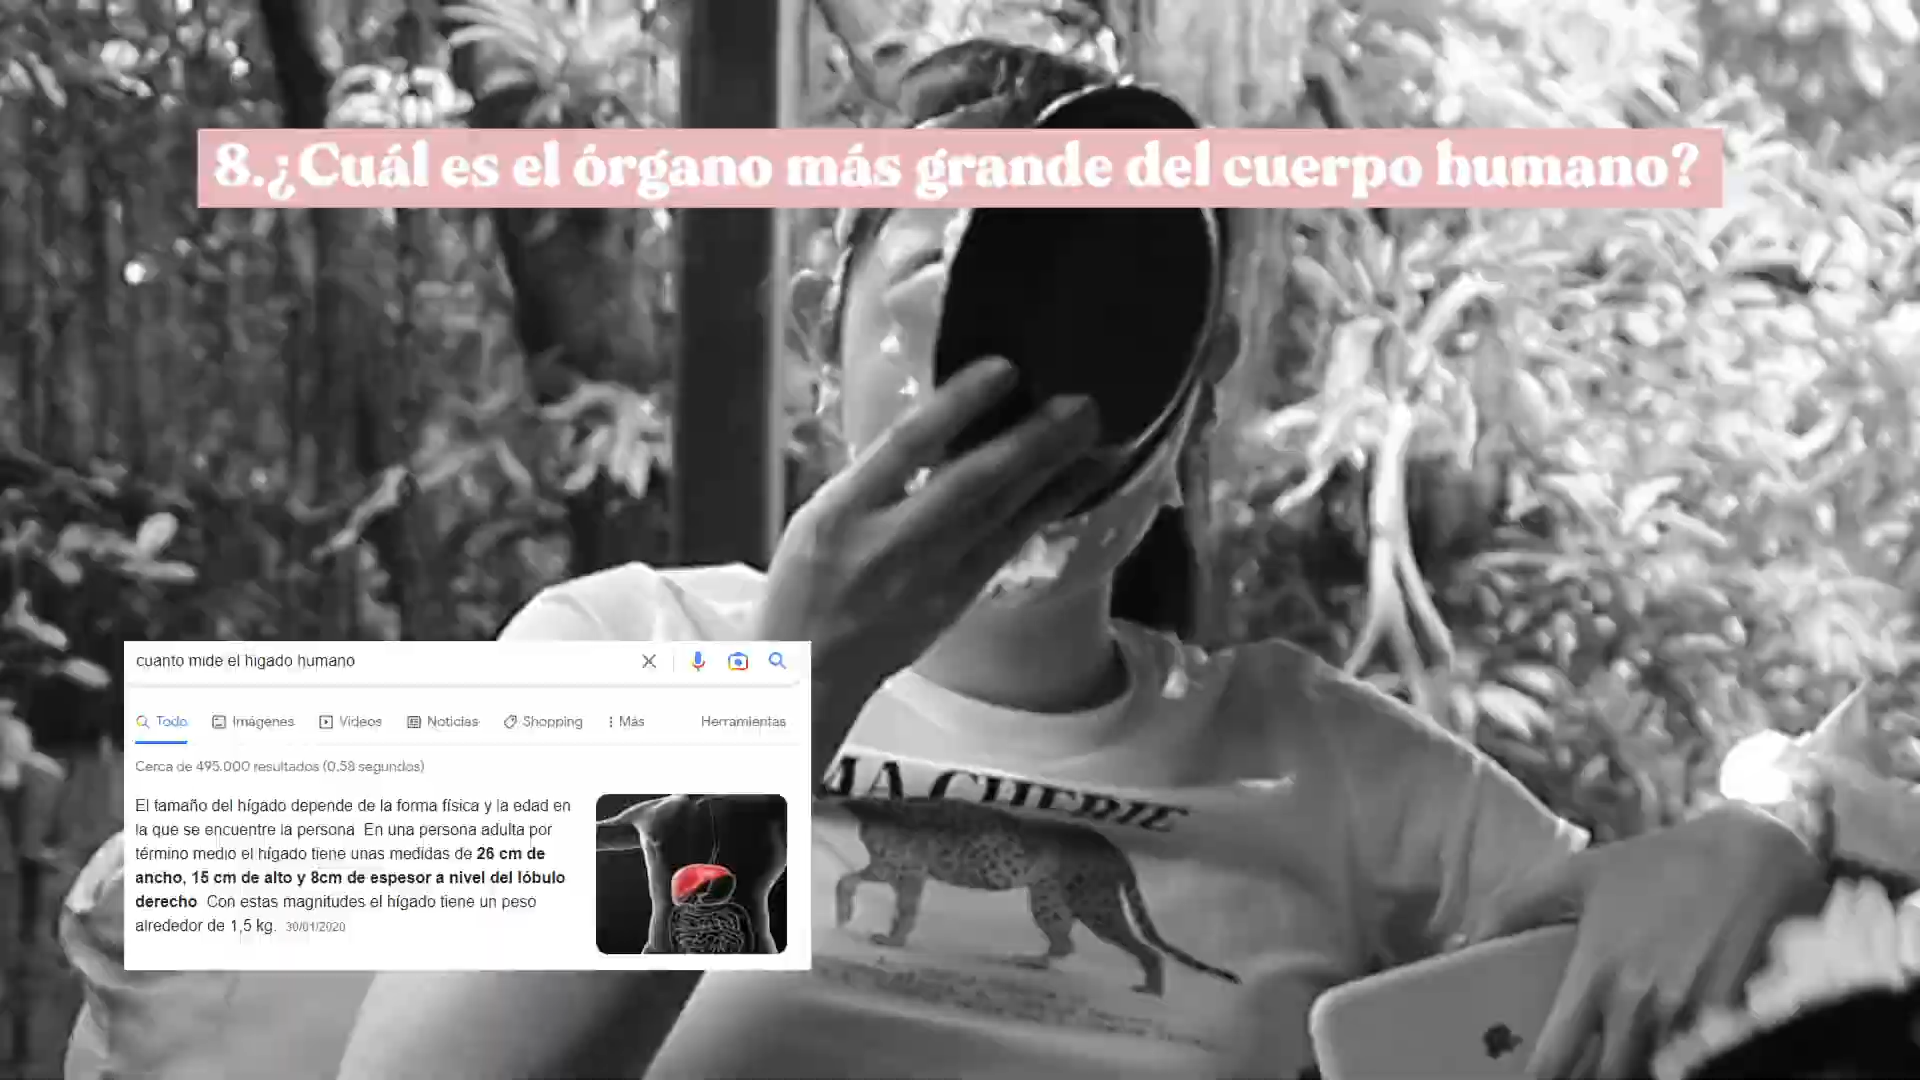 8.¿Cuál es el órgano más grande del cuerpo humano?
cuanto mide el higado humano
Todo Imágenes Videos Noticias Shopping Más Herramientas
Cerca de 495.000 resultados (0,58 segundos)
El tamaño del hígado depende de la forma física y la edad en
la que se encuentre la persona En una persona adulta por
término medio el hígado tiene unas medidas de 26 cm de
ancho, 15 cm de alto y 8cm de espesor a nivel del lóbulo
derecho Con estas magnitudes el hígado tiene un peso
alrededor de 1,5 kg. 30/01/2020
MA CHERIE